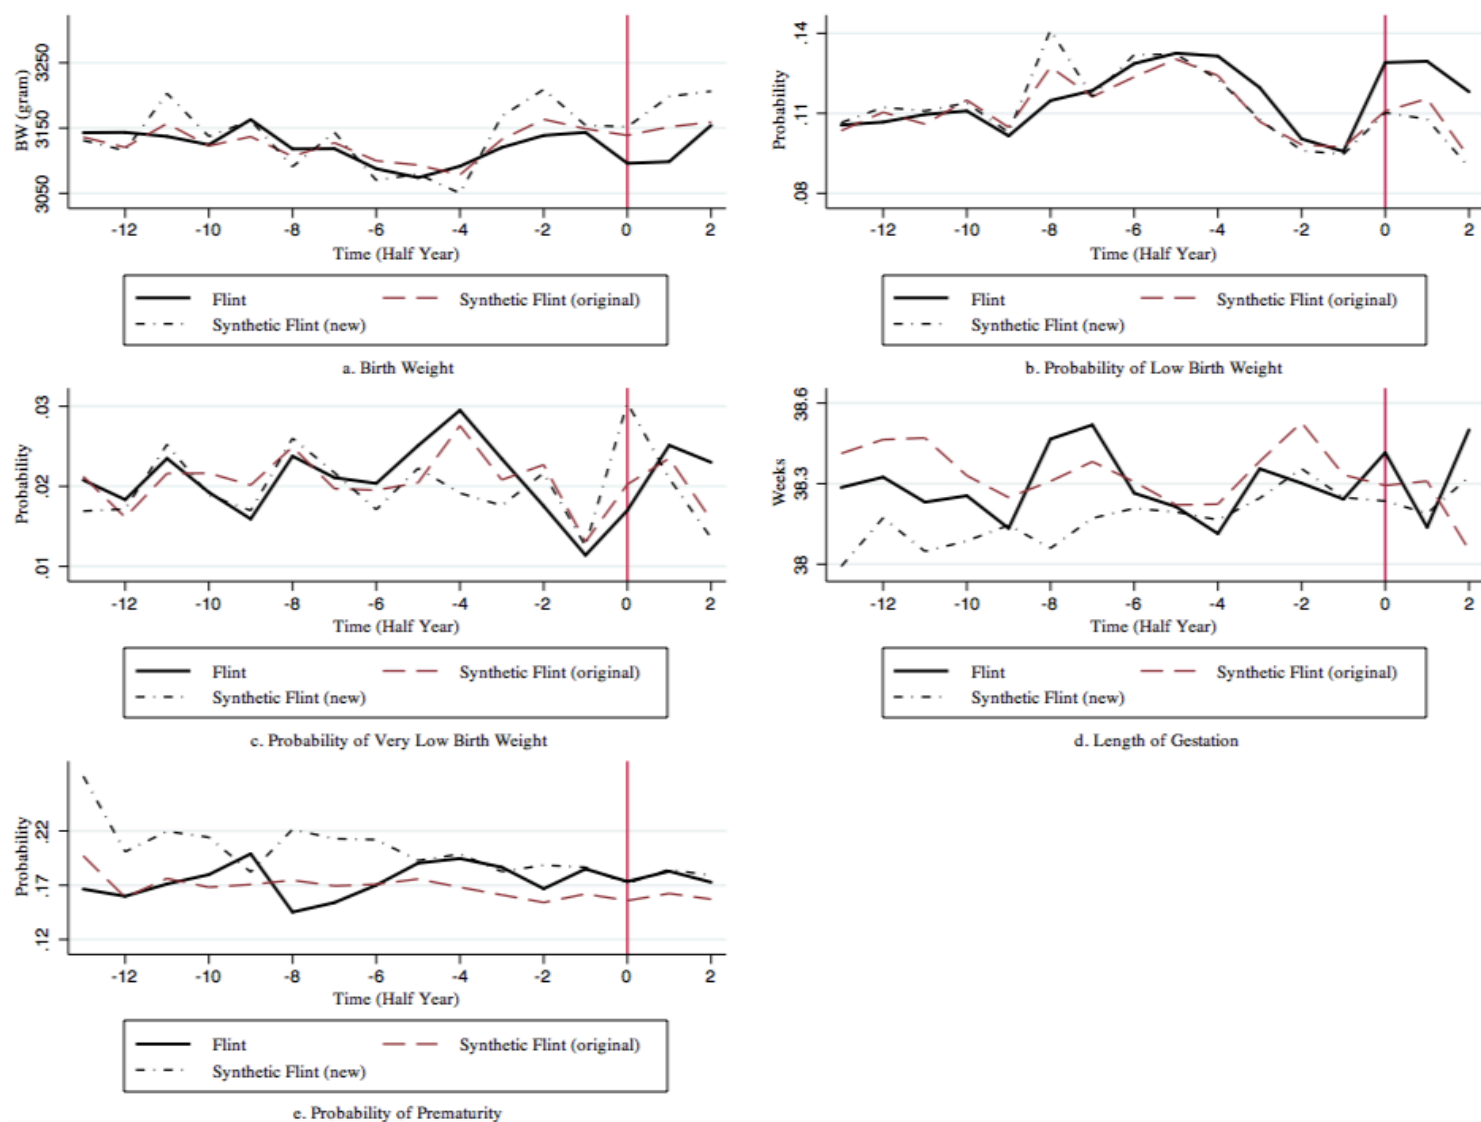 BW (gram)
3250
3150
3050
-12 -10 -8 -6 -4 -2 0 2
Time (Half Year)
Flint Synthetic Flint (original)
Synthetic Flint (new)
a. Birth Weight
Probability
.14
.11
.08
-12 -10 -8 -6 -4 -2 0 2
Time (Half Year)
Flint Synthetic Flint (original)
Synthetic Flint (new)
b. Probability of Low Birth Weight
Probability
.03
.02
.01
-12 -10 -8 -6 -4 -2 0 2
Time (Half Year)
Flint Synthetic Flint (original)
Synthetic Flint (new)
c. Probability of Very Low Birth Weight
Weeks
38.6
38.3
38
-12 -10 -8 -6 -4 -2 0 2
Time (Half Year)
Flint Synthetic Flint (original)
Synthetic Flint (new)
d. Length of Gestation
Probability
.22
.17
.12
-12 -10 -8 -6 -4 -2 0 2
Time (Half Year)
Flint Synthetic Flint (original)
Synthetic Flint (new)
e. Probability of Prematurity